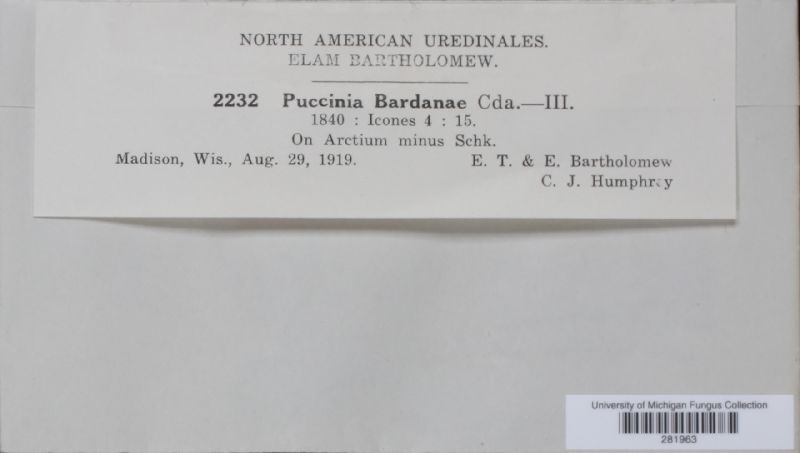 NORTH AMERICAN UREDINALES.
ELAM BARTHOLOMEW.
2232 Puccinia Bardanae Cda.—III.
1840 : Icones 4 : 15.
On Arctium minus Schk.
Madison, Wis., Aug. 29, 1919. E. T. & E. Bartholomew
C. J. Humphrey
University of Michigan Fungus Collection
281963